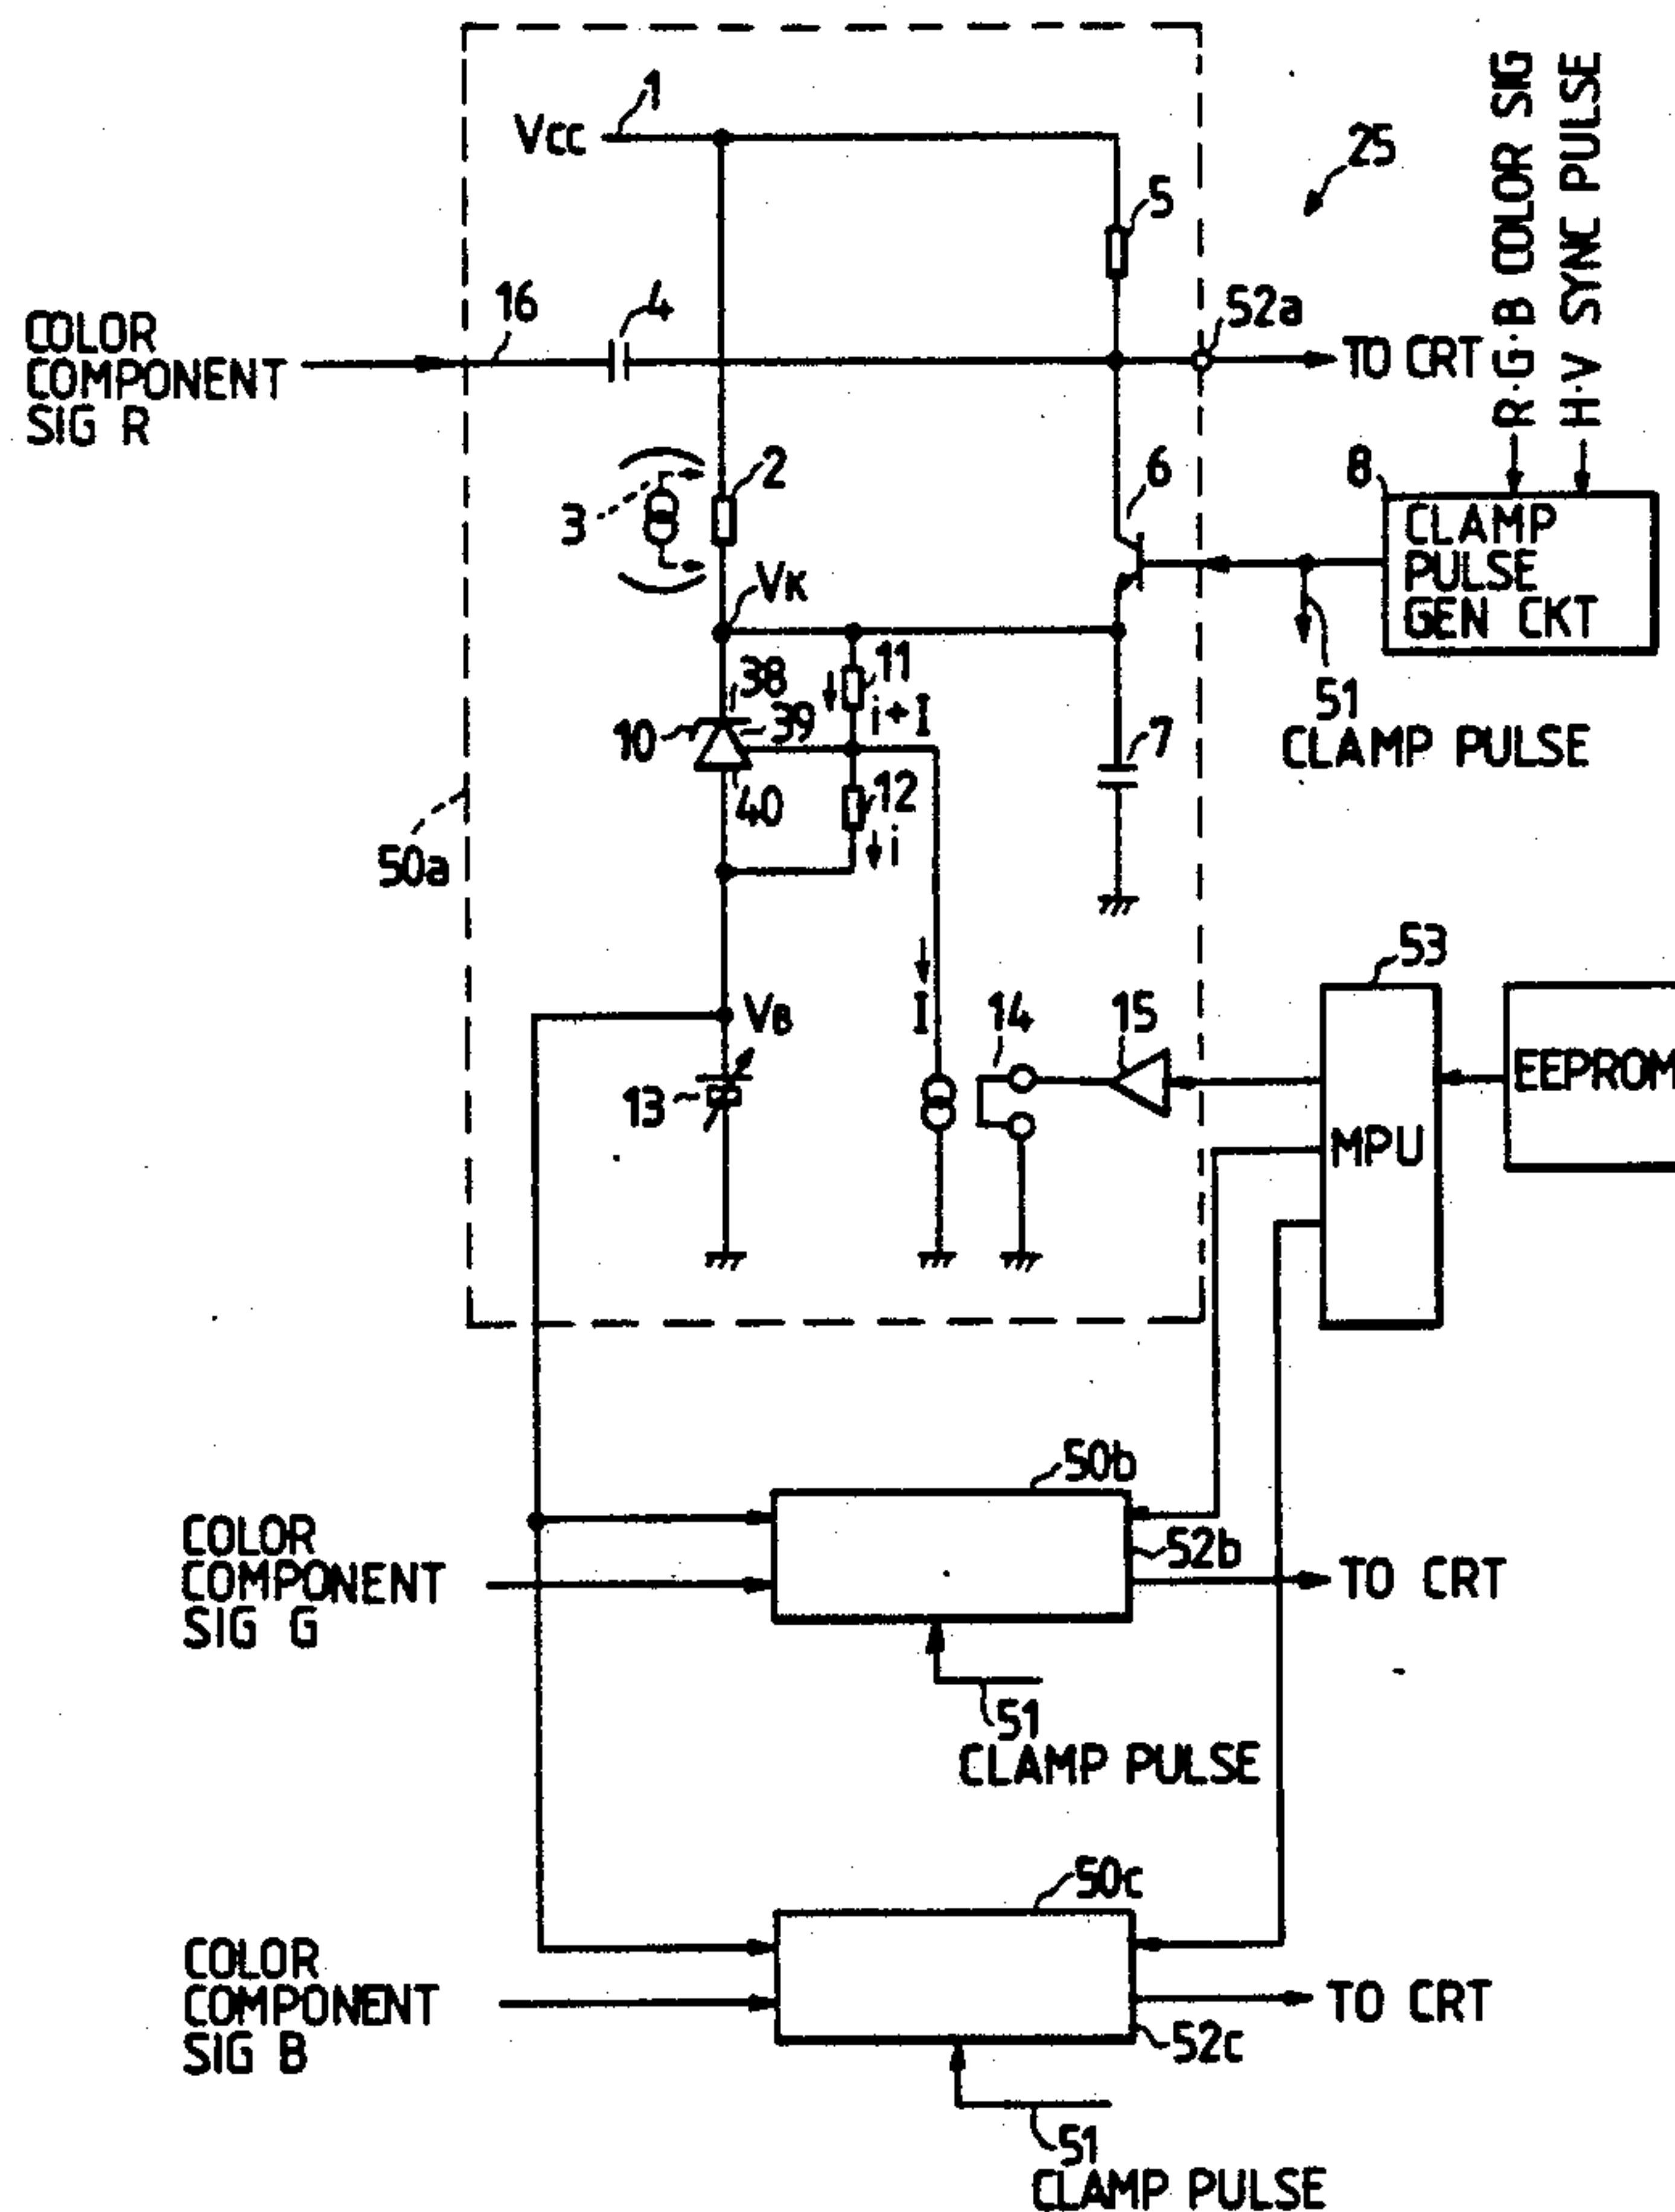 1
Vcc
25
R·G·B COLOR SIG
H·V SYNC PULSE
5
16
4
52a
COLOR
COMPONENT
SIG R
TO CRT
3
2
6
8
CLAMP
PULSE
GEN CKT
VK
38
11
10
39
i+I
7
51
CLAMP PULSE
40
12
i
50a
53
VB
I
14
15
13
EEPROM
MPU
50b
COLOR
COMPONENT
SIG G
52b
TO CRT
51
CLAMP PULSE
50c
COLOR
COMPONENT
SIG B
TO CRT
52c
51
CLAMP PULSE